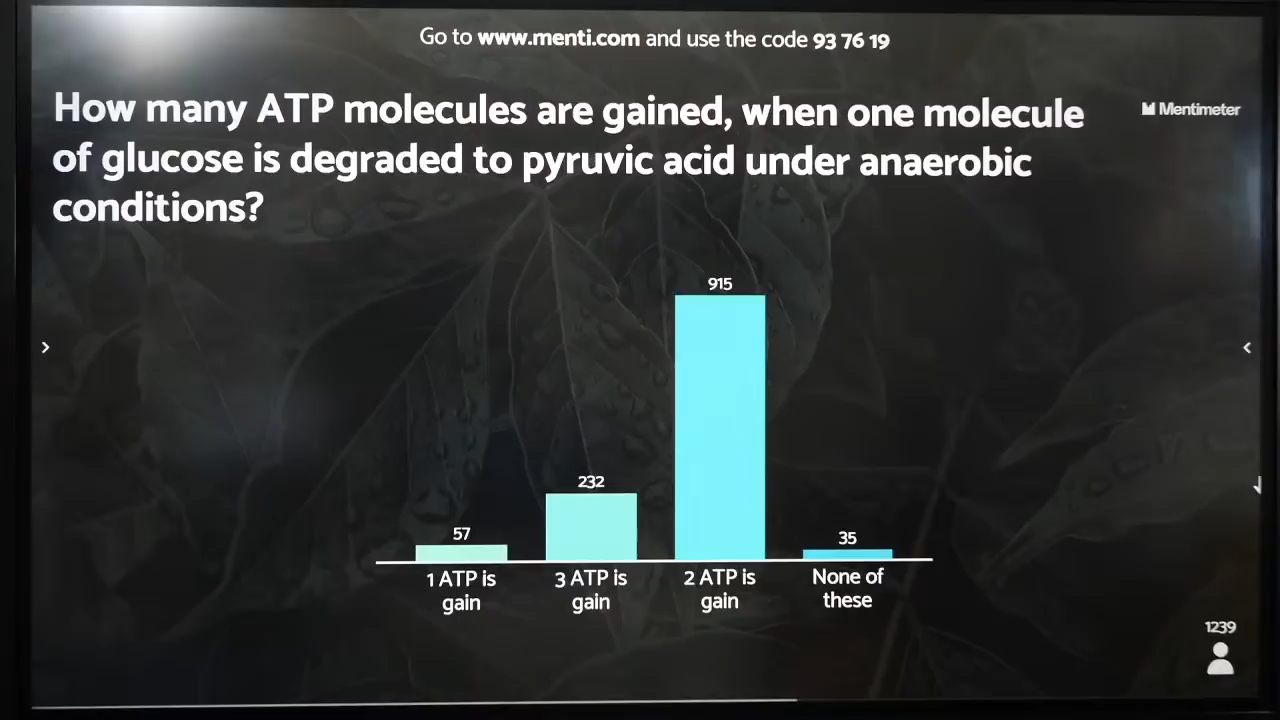 Go to www.menti.com and use the code 93 76 19
How many ATP molecules are gained, when one molecule
of glucose is degraded to pyruvic acid under anaerobic
conditions?
Mentimeter
915
232
57
35
1 ATP is
gain
3 ATP is
gain
2 ATP is
gain
None of
these
1239